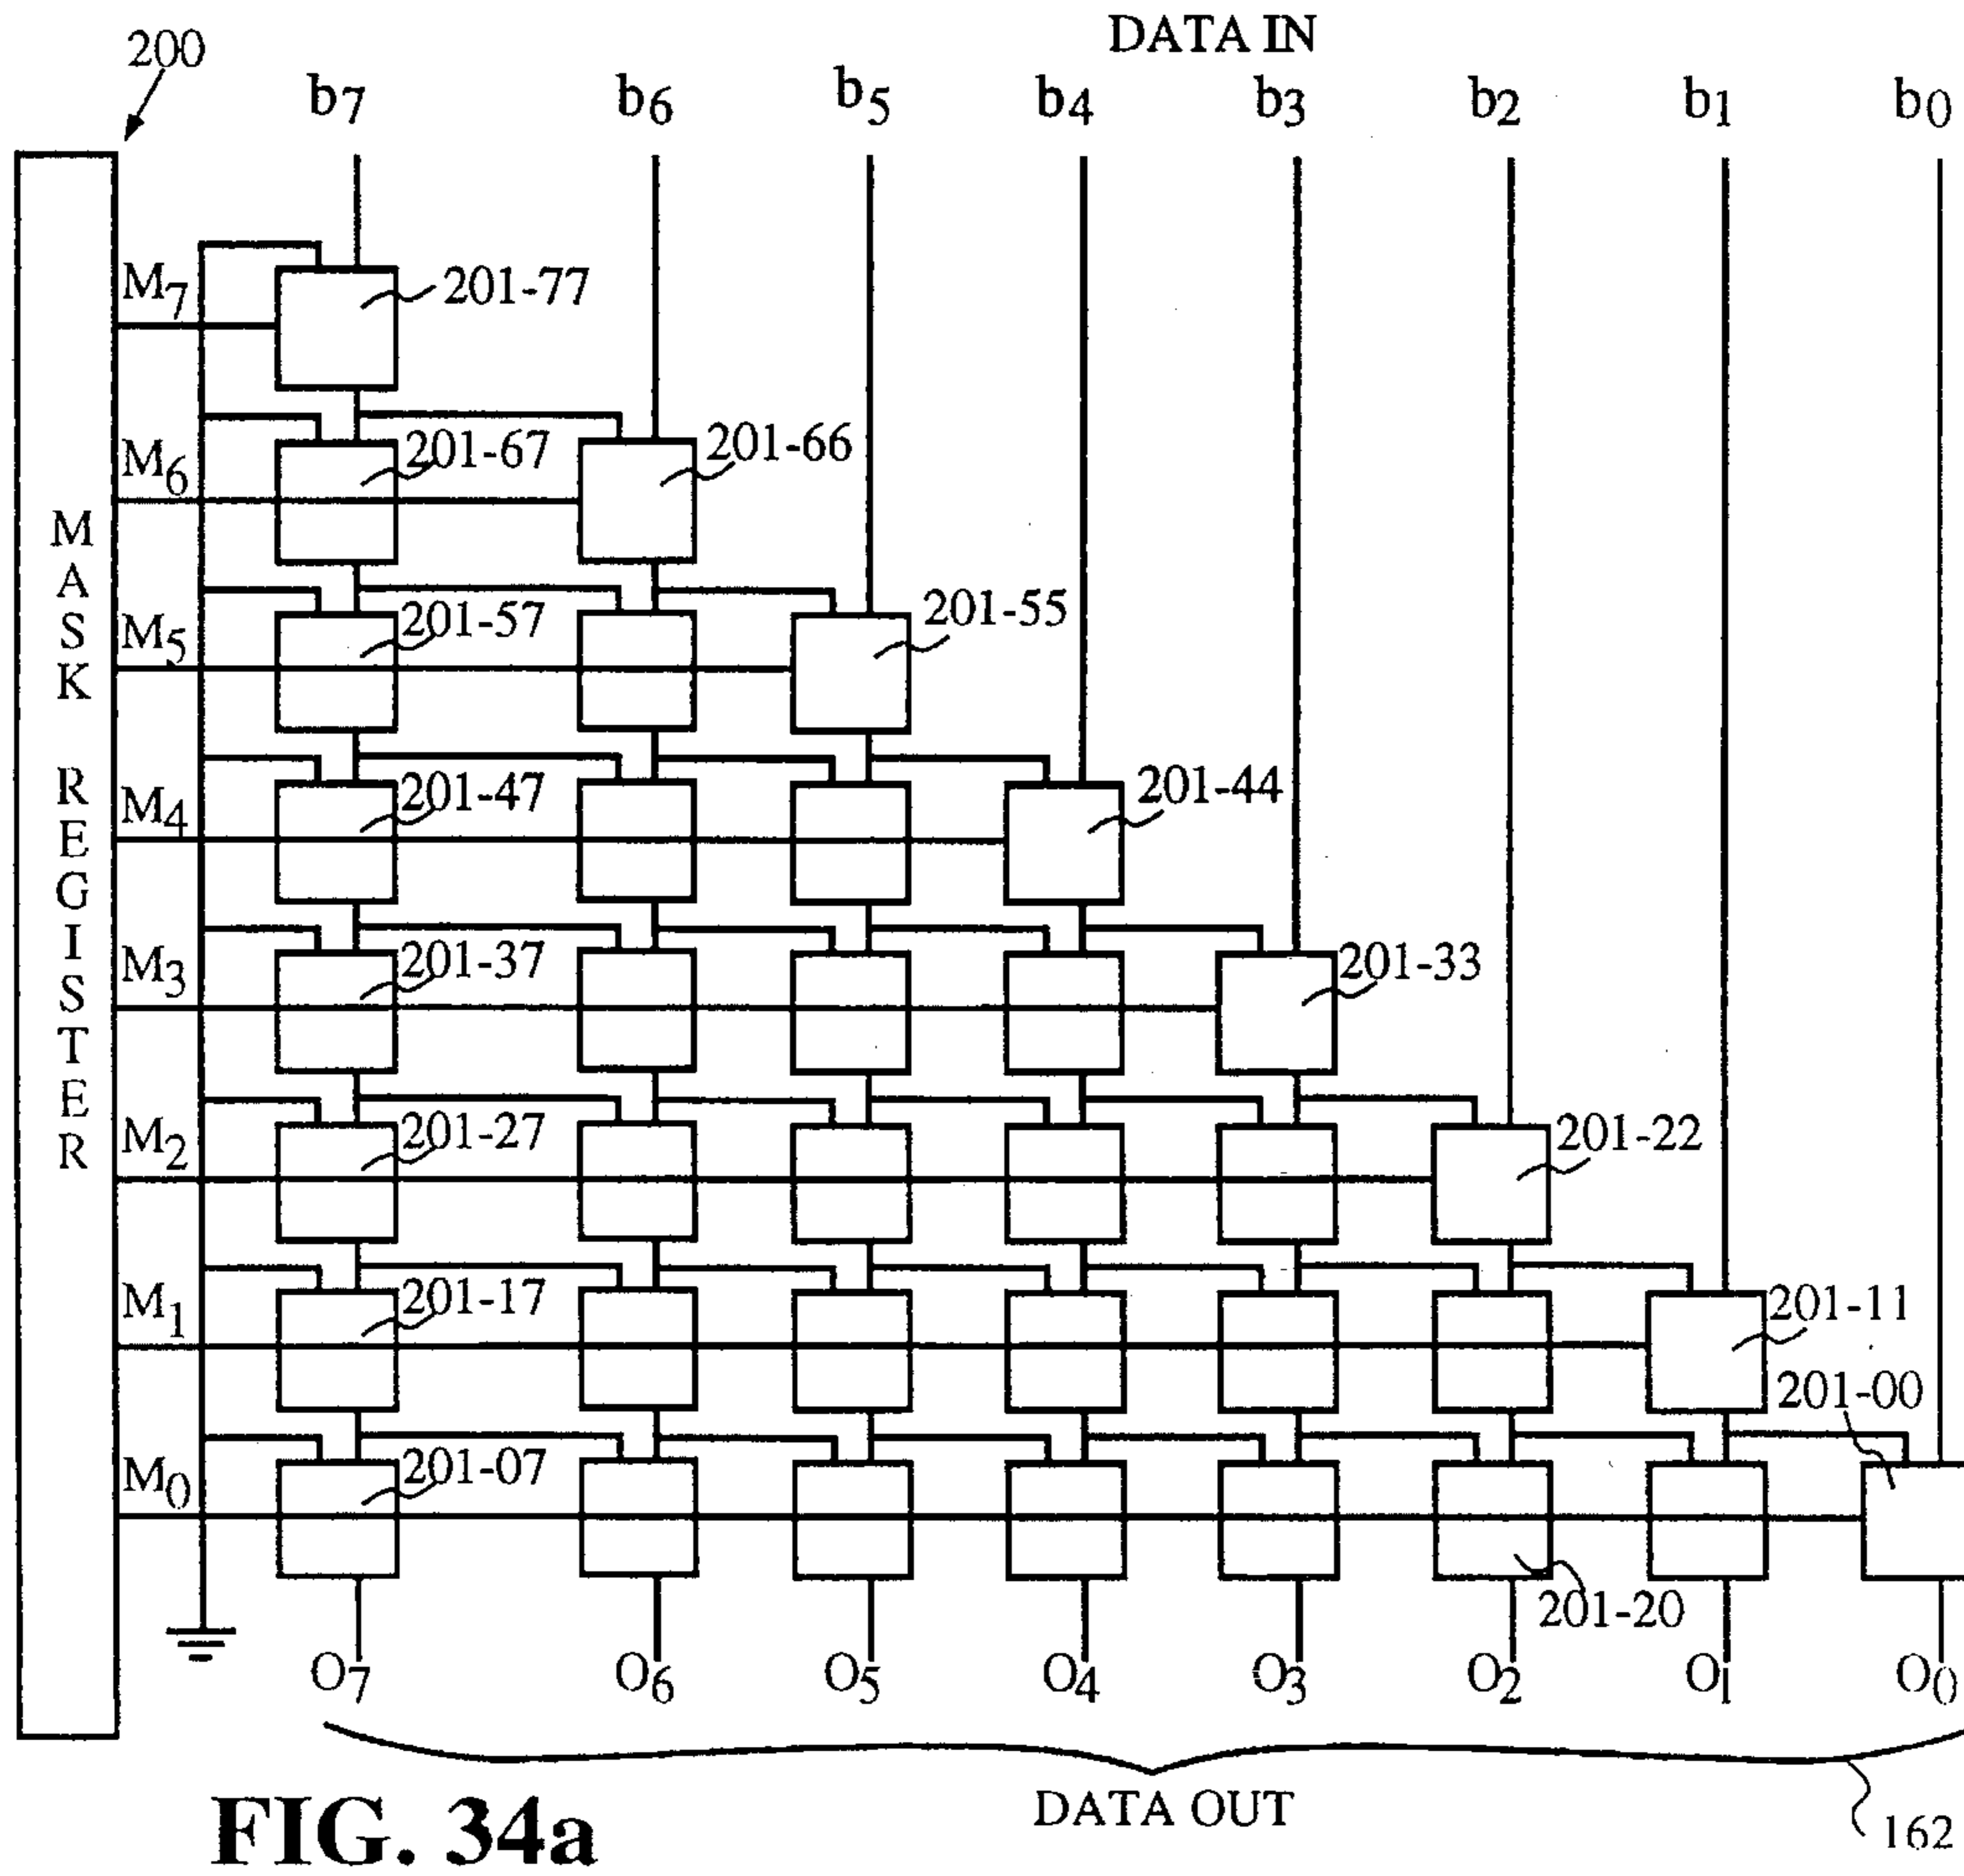 DATA IN
200
b7 b6 b5 b4 b3 b2 b1 b0
M7 201-77
M6 201-67 201-66
M5 201-57 201-55
M4 201-47 201-44
M3 201-37 201-33
M2 201-27 201-22
M1 201-17 201-11
201-00
M0 201-07
201-20
MASK REGISTER
O7 O6 O5 O4 O3 O2 O1 O0
DATA OUT
162
FIG. 34a